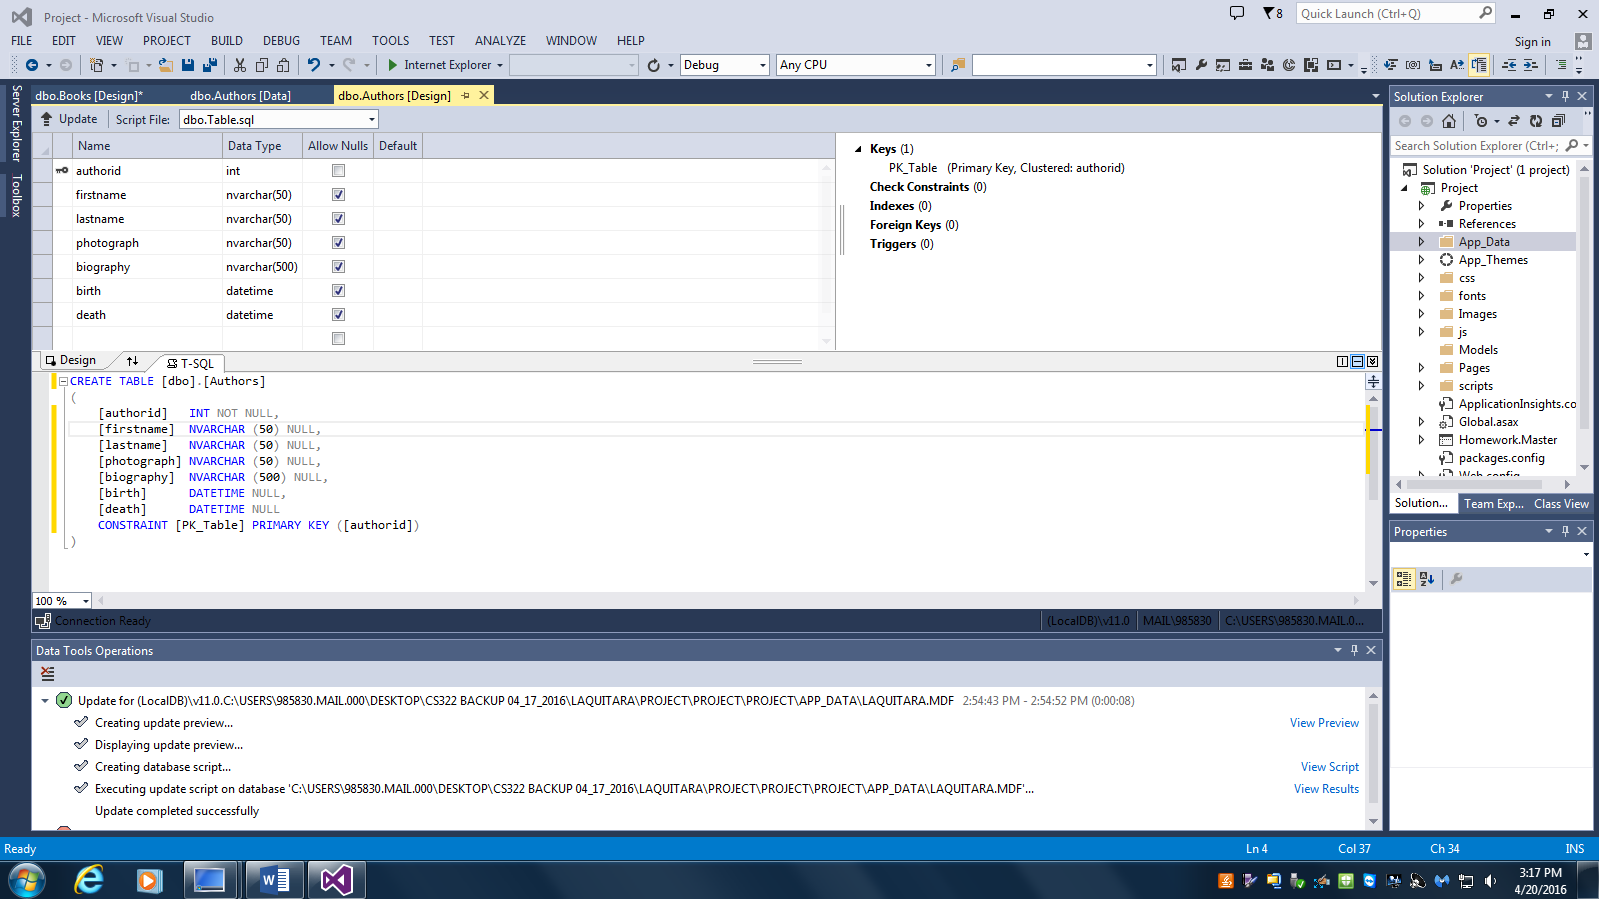 Project - Microsoft Visual Studio
8
Quick Launch (Ctrl+Q)
FILE EDIT VIEW PROJECT BUILD DEBUG TEAM TOOLS TEST ANALYZE WINDOW HELP
Sign in
Internet Explorer
Debug
Any CPU
Server Explorer
Toolbox
dbo.Books [Design]* dbo.Authors [Data] dbo.Authors [Design]
Update Script File: dbo.Table.sql
Name Data Type Allow Nulls Default
authorid int
firstname nvarchar(50)
lastname nvarchar(50)
photograph nvarchar(50)
biography nvarchar(500)
birth datetime
death datetime
Keys (1)
PK_Table (Primary Key, Clustered: authorid)
Check Constraints (0)
Indexes (0)
Foreign Keys (0)
Triggers (0)
Design T-SQL
CREATE TABLE [dbo].[Authors]
(
[authorid] INT NOT NULL,
[firstname] NVARCHAR (50) NULL,
[lastname] NVARCHAR (50) NULL,
[photograph] NVARCHAR (50) NULL,
[biography] NVARCHAR (500) NULL,
[birth] DATETIME NULL,
[death] DATETIME NULL
CONSTRAINT [PK_Table] PRIMARY KEY ([authorid])
)
100 %
Connection Ready
(LocalDB)\v11.0 MAIL\985830 C:\USERS\985830.MAIL.0...
Data Tools Operations
Update for (LocalDB)\v11.0.C:\USERS\985830.MAIL.000\DESKTOP\CS322 BACKUP 04_17_2016\LAQUITARA\PROJECT\PROJECT\PROJECT\APP_DATA\LAQUITARA.MDF 2:54:43 PM - 2:54:52 PM (0:00:08)
Creating update preview... View Preview
Displaying update preview...
Creating database script... View Script
Executing update script on database 'C:\USERS\985830.MAIL.000\DESKTOP\CS322 BACKUP 04_17_2016\LAQUITARA\PROJECT\PROJECT\PROJECT\APP_DATA\LAQUITARA.MDF'... View Results
Update completed successfully
Solution Explorer
Search Solution Explorer (Ctrl+;
Solution 'Project' (1 project)
Project
Properties
References
App_Data
App_Themes
css
fonts
Images
js
Models
Pages
scripts
ApplicationInsights.co
Global.asax
Homework.Master
packages.config
Web.config
Solution... Team Exp... Class View
Properties
Ready Ln 4 Col 37 Ch 34 INS
3:17 PM
4/20/2016